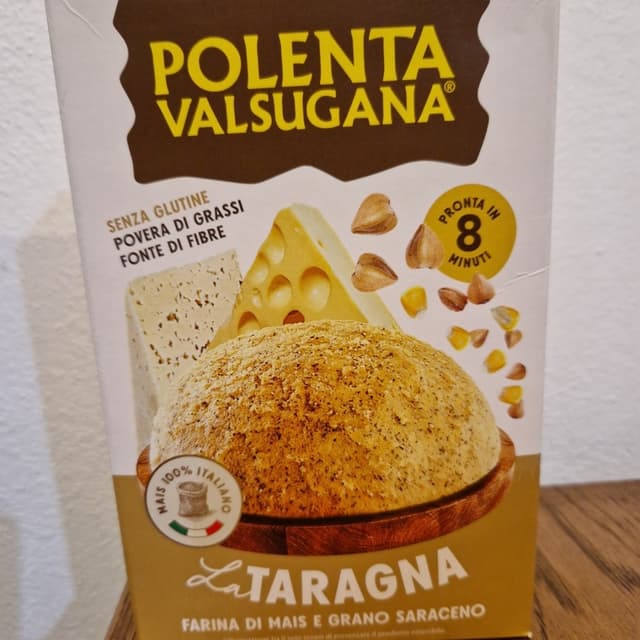 POLENTA
VALSUGANA®
SENZA GLUTINE
POVERA DI GRASSI
FONTE DI FIBRE
PRONTA IN
8
MINUTI
MAIS 100% ITALIANO
La TARAGNA
FARINA DI MAIS E GRANO SARACENO